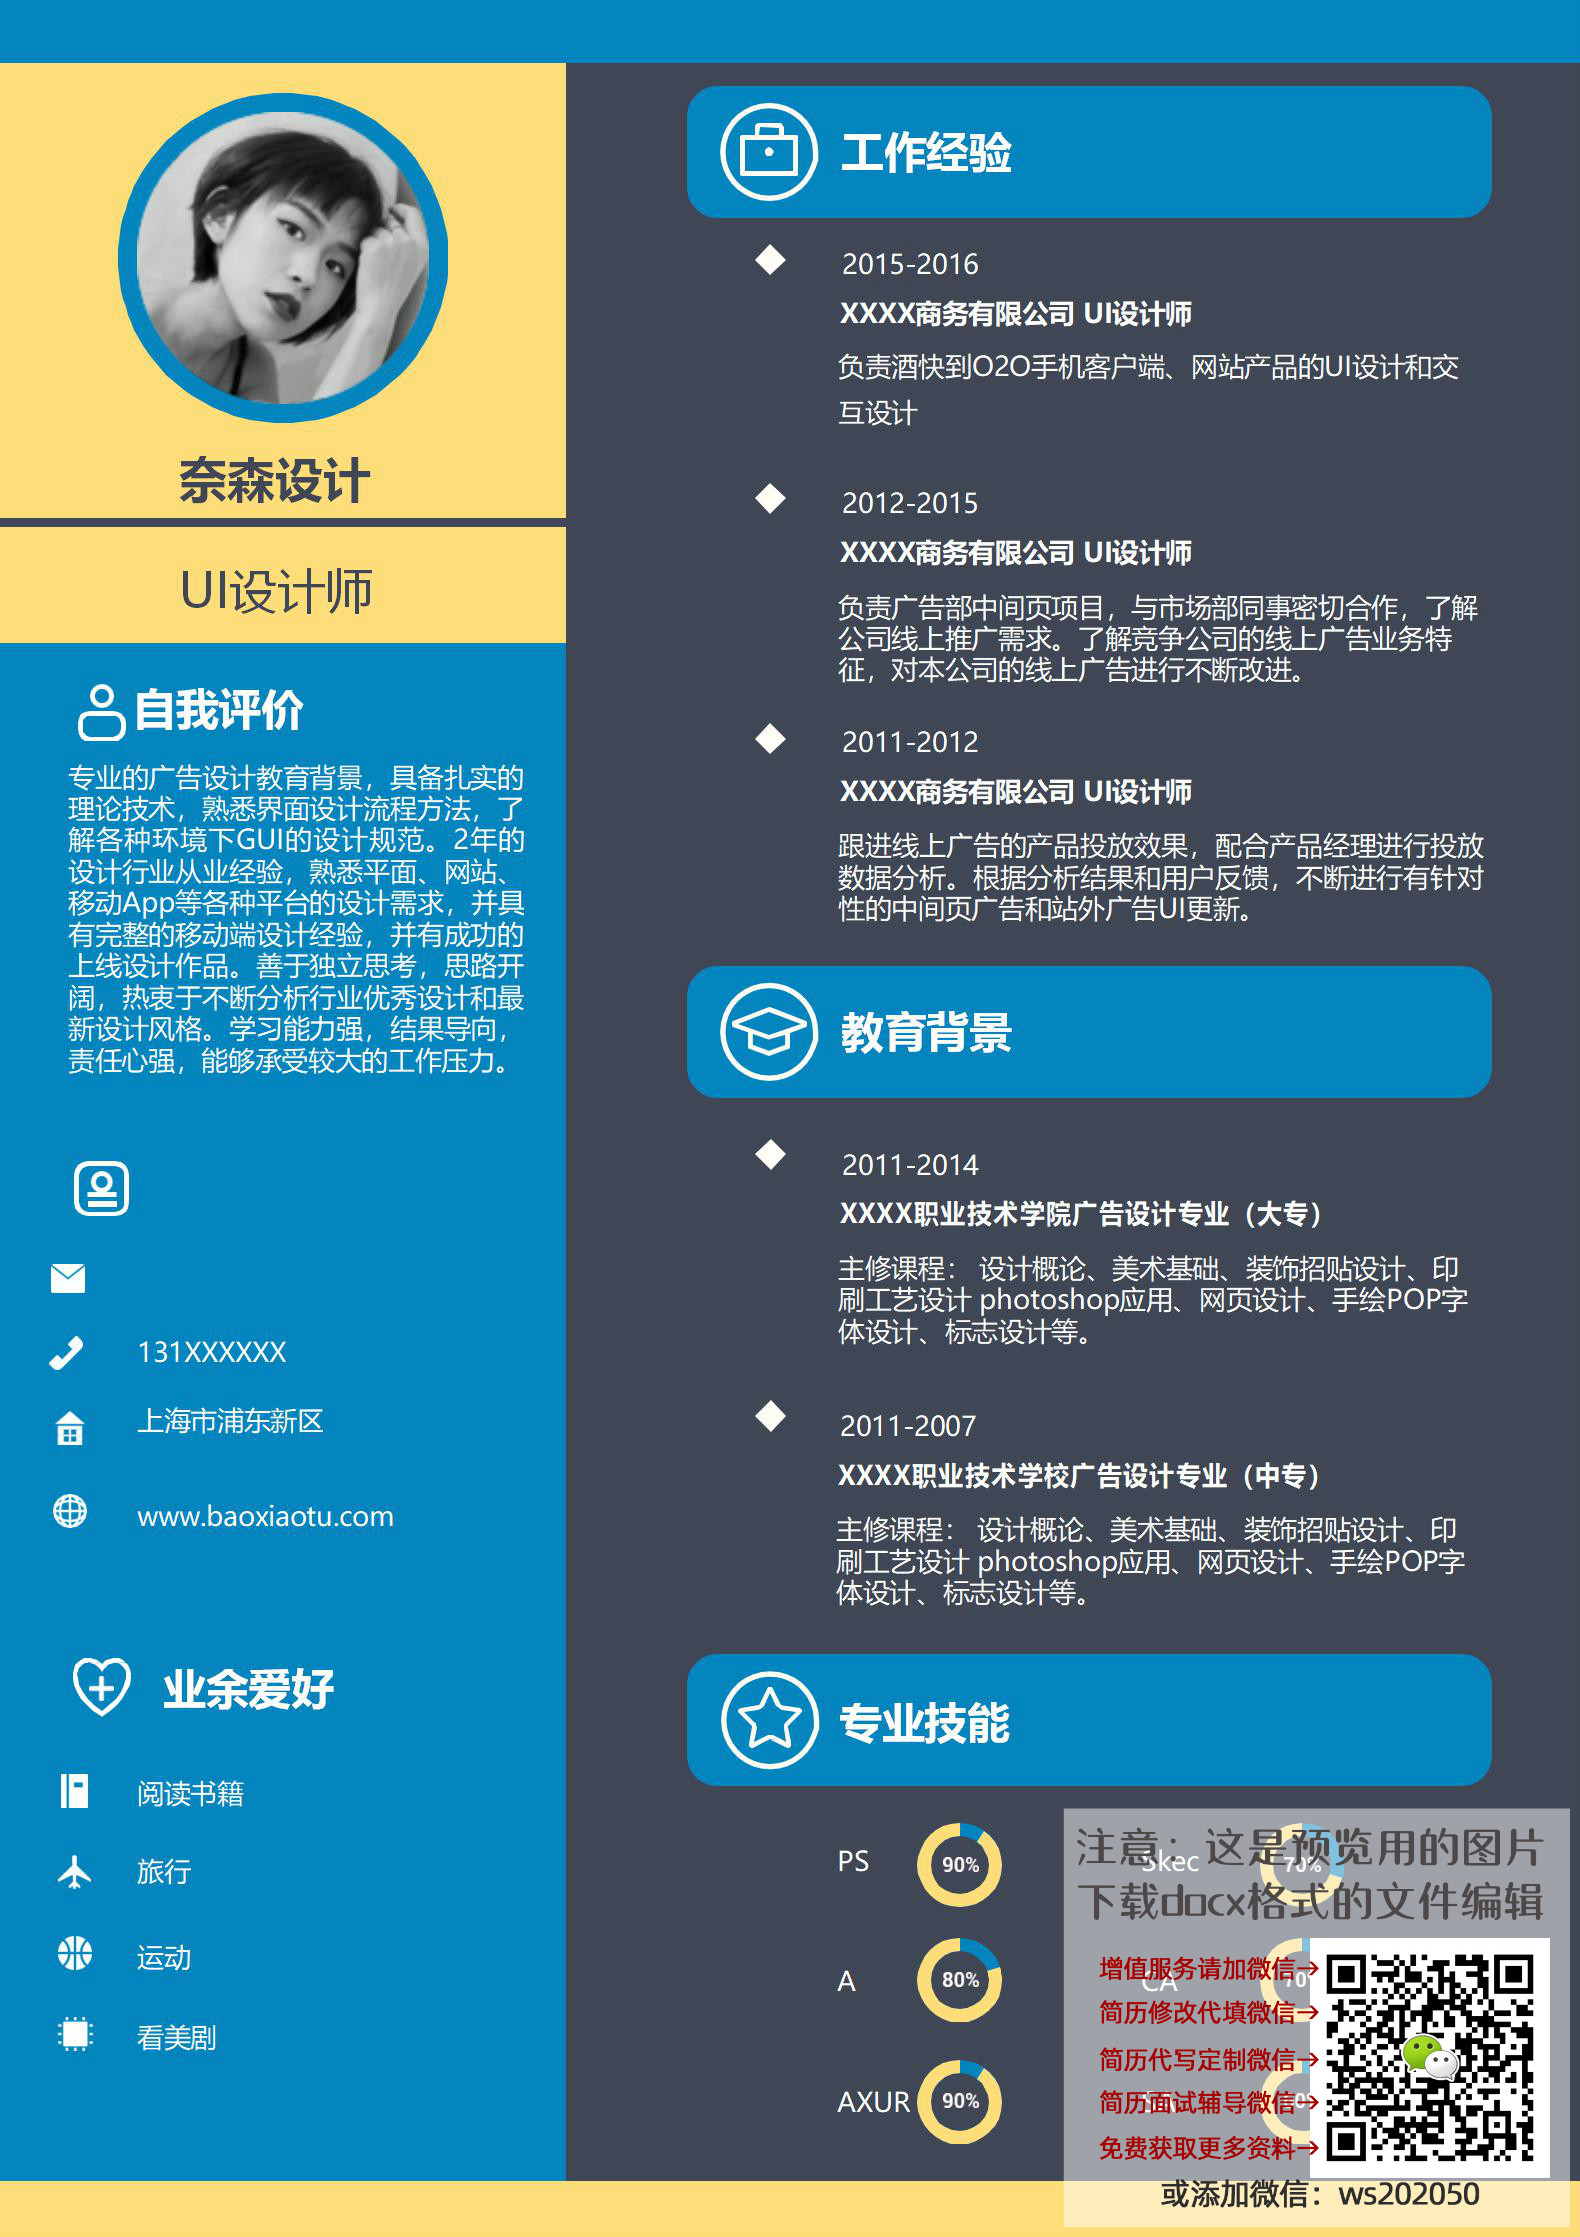 奈森设计
UI设计师
自我评价
专业的广告设计教育背景，具备扎实的
理论技术，熟悉界面设计流程方法，了
解各种环境下GUI的设计规范。2年的
设计行业从业经验，熟悉平面、网站、
移动App等各种平台的设计需求，并具
有完整的移动端设计经验，并有成功的
上线设计作品。善于独立思考，思路开
阔，热衷于不断分析行业优秀设计和最
新设计风格。学习能力强，结果导向，
责任心强，能够承受较大的工作压力。
131XXXXXX
上海市浦东新区
www.baoxiaotu.com
业余爱好
阅读书籍
旅行
运动
看美剧
工作经验
2015-2016
XXXX商务有限公司 UI设计师
负责酒快到O2O手机客户端、网站产品的UI设计和交
互设计
2012-2015
XXXX商务有限公司 UI设计师
负责广告部中间页项目，与市场部同事密切合作，了解
公司线上推广需求。了解竞争公司的线上广告业务特
征，对本公司的线上广告进行不断改进。
2011-2012
XXXX商务有限公司 UI设计师
跟进线上广告的产品投放效果，配合产品经理进行投放
数据分析。根据分析结果和用户反馈，不断进行有针对
性的中间页广告和站外广告UI更新。
教育背景
2011-2014
XXXX职业技术学院广告设计专业（大专）
主修课程： 设计概论、美术基础、装饰招贴设计、印
刷工艺设计 photoshop应用、网页设计、手绘POP字
体设计、标志设计等。
2011-2007
XXXX职业技术学校广告设计专业（中专）
主修课程： 设计概论、美术基础、装饰招贴设计、印
刷工艺设计 photoshop应用、网页设计、手绘POP字
体设计、标志设计等。
专业技能
PS 90%
Skec 70%
A 80%
CA
AXUR 90%
注意：这是预览用的图片
下载docx格式的文件编辑
增值服务请加微信→
简历修改代填微信→
简历代写定制微信→
简历面试辅导微信→
免费获取更多资料→
或添加微信：ws202050